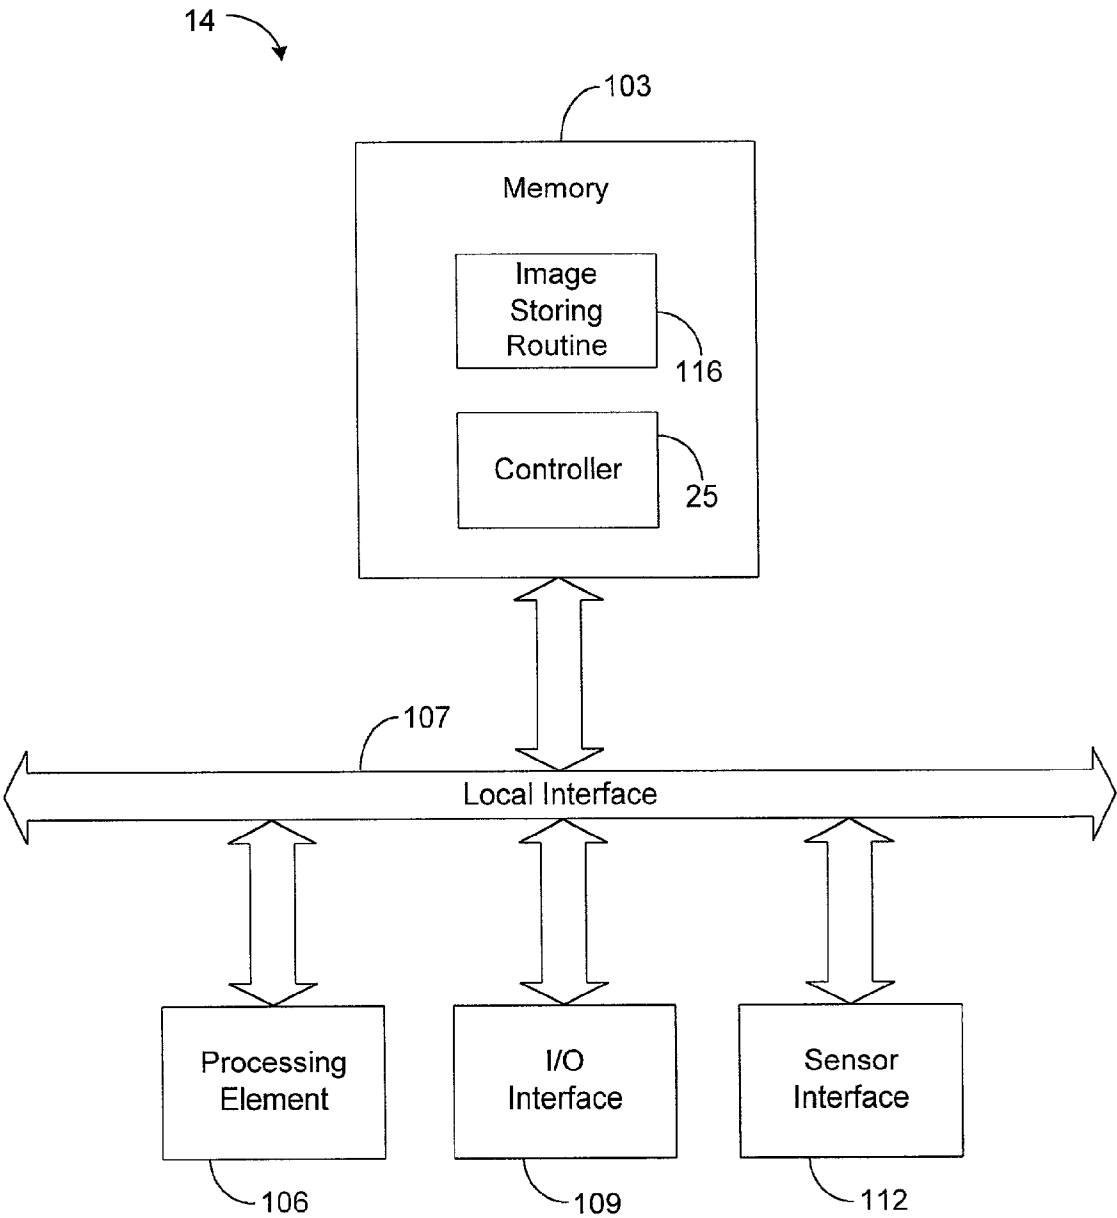 14
103
Memory
Image
Storing
Routine
116
Controller
25
107
Local Interface
Processing
Element
106
I/O
Interface
109
Sensor
Interface
112